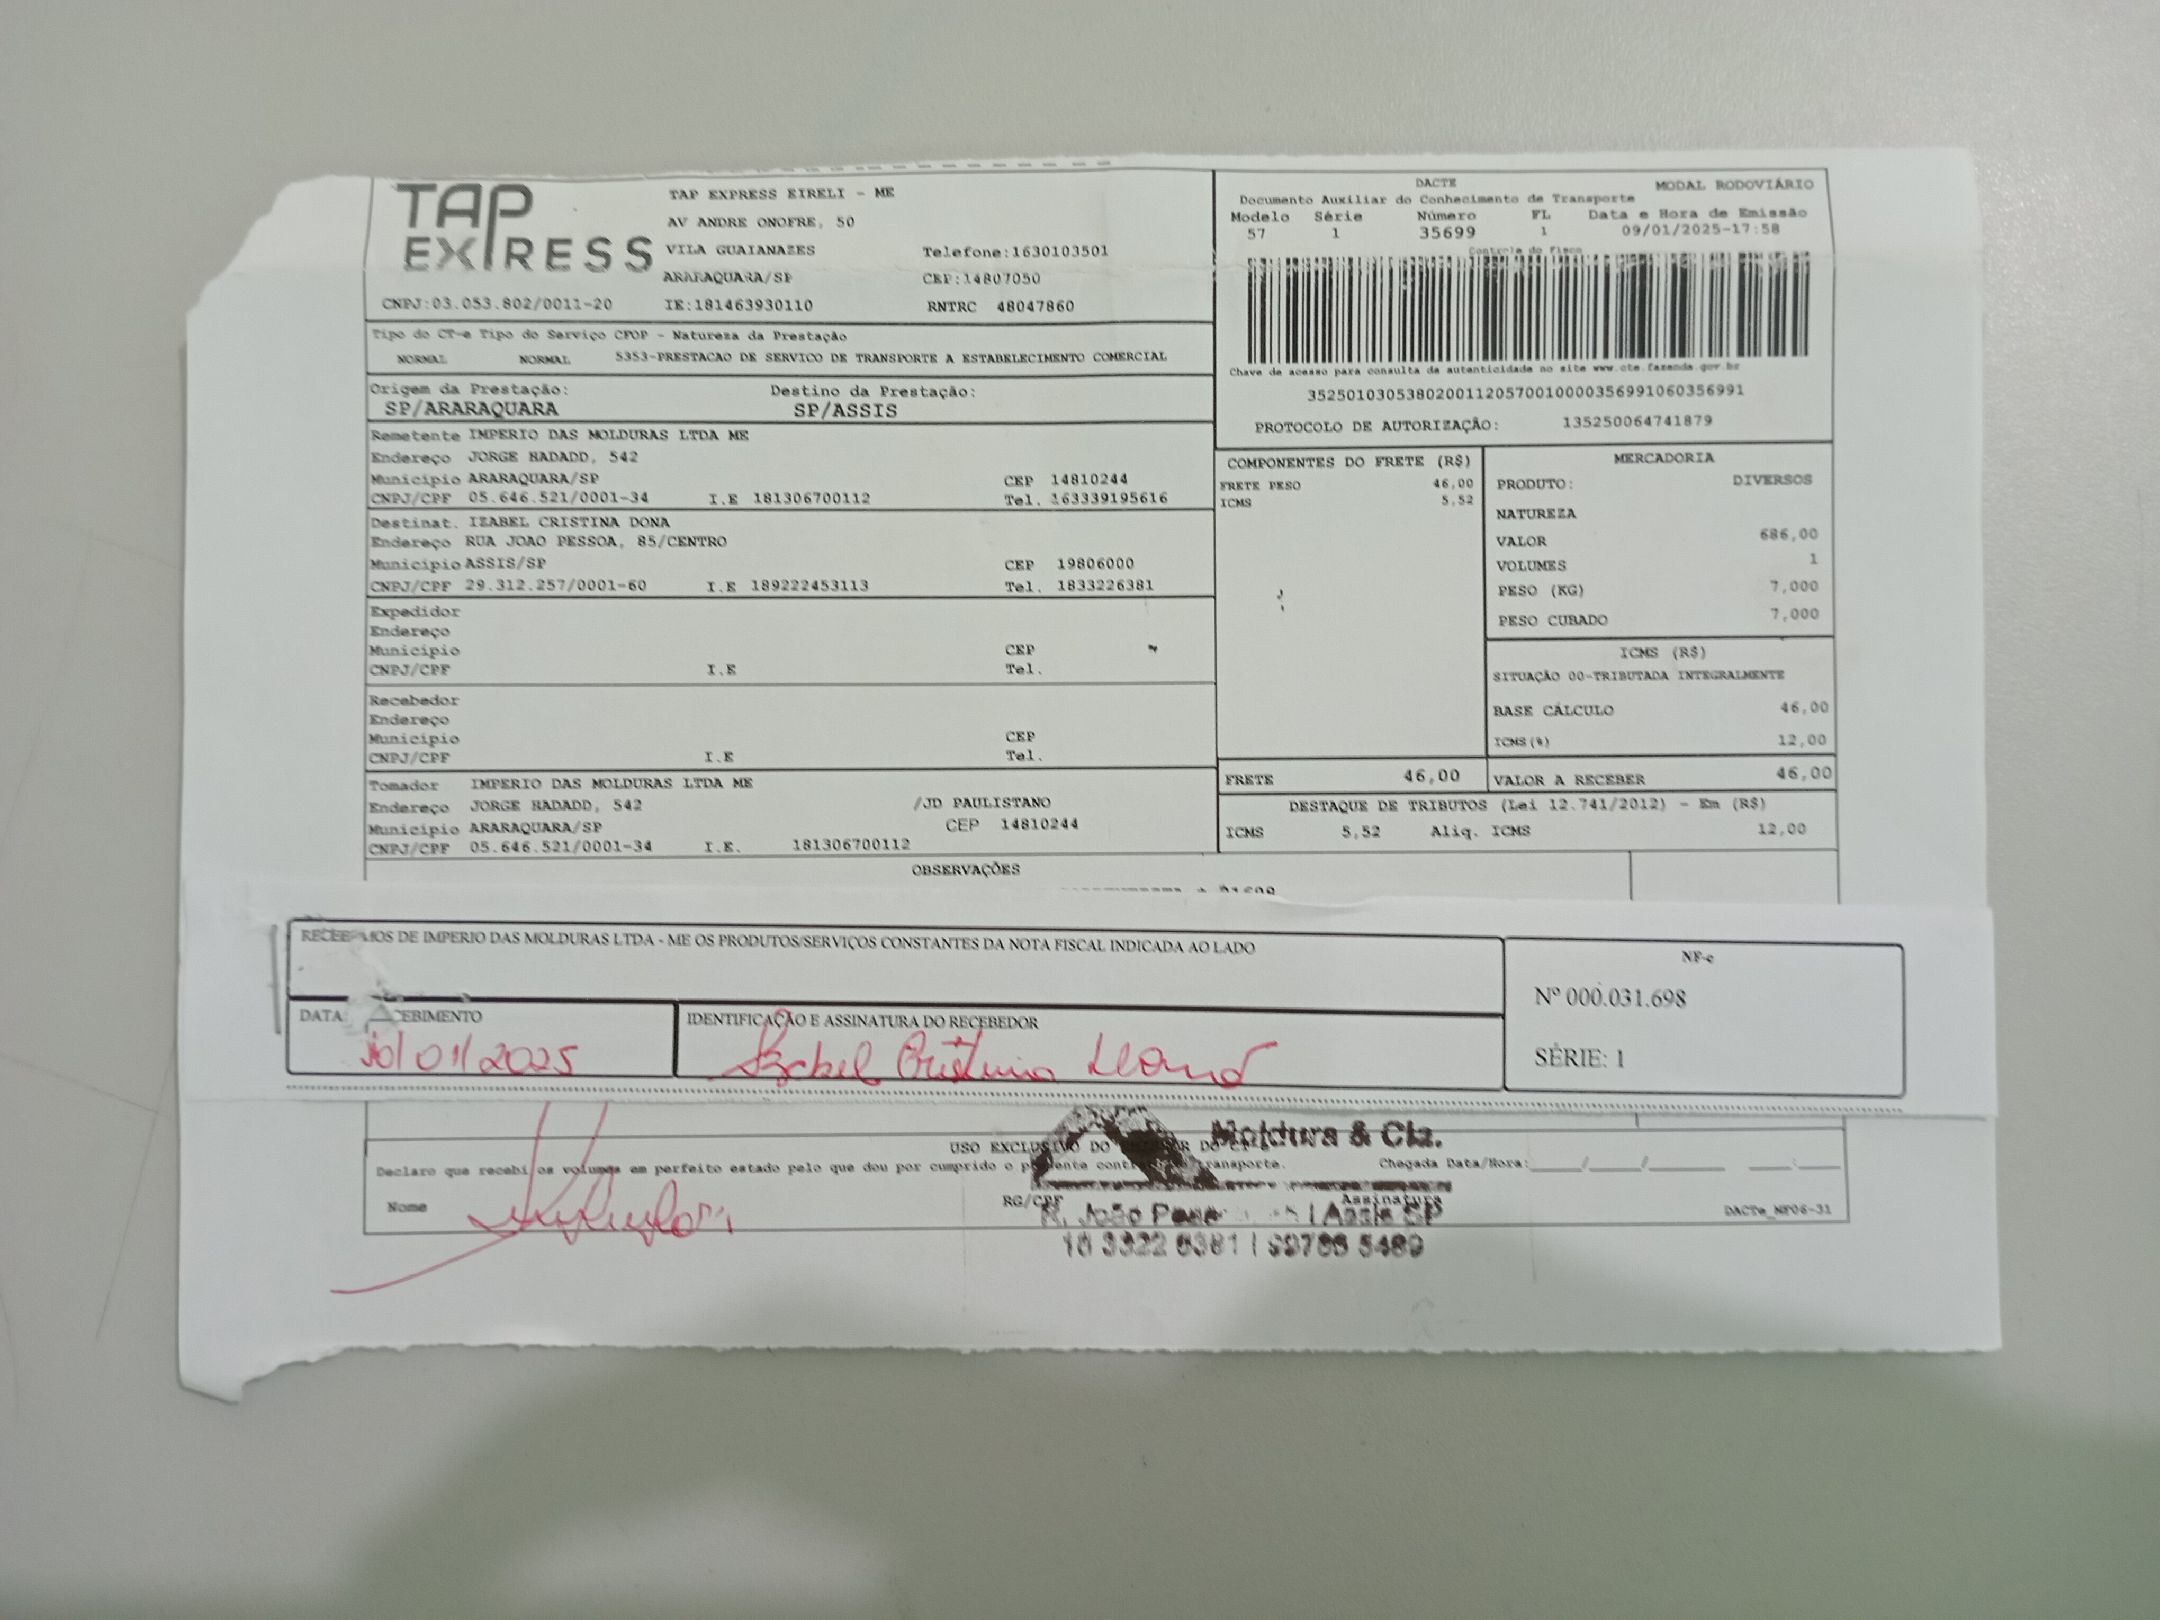 TAP EXPRESS
TAP EXPRESS EIRELI - ME
AV ANDRE ONOFRE, 50
VILA GUAIANAZES Telefone:1630103501
ARARAQUARA/SP CEP:14807050
CNPJ:03.053.802/0011-20 IE:181463930110 RNTRC 48047860
DACTE MODAL RODOVIÁRIO
Documento Auxiliar do Conhecimento de Transporte
Modelo Série Número FL Data e Hora de Emissão
57 1 35699 1 09/01/2025-17:58
Controle do Fisco
Chave de acesso para consulta de autenticidade no site www.cte.fazenda.gov.br
35250103053802001120570010000356991060356991
PROTOCOLO DE AUTORIZAÇÃO: 135250064741879
Tipo do CT-e Tipo do Serviço CFOP - Natureza da Prestação
NORMAL NORMAL 5353-PRESTACAO DE SERVICO DE TRANSPORTE A ESTABELECIMENTO COMERCIAL
Origem da Prestação: Destino da Prestação:
SP/ARARAQUARA SP/ASSIS
Remetente IMPERIO DAS MOLDURAS LTDA ME
Endereço JORGE HADADD, 542
Município ARARAQUARA/SP CEP 14810244
CNPJ/CPF 05.646.521/0001-34 I.E 181306700112 Tel. 163339195616
Destinat. IZABEL CRISTINA DONA
Endereço RUA JOAO PESSOA, 85/CENTRO
Município ASSIS/SP CEP 19806000
CNPJ/CPF 29.312.257/0001-60 I.E 189222453113 Tel. 1833226381
Expedidor
Endereço
Município CEP
CNPJ/CPF I.E Tel.
Recebedor
Endereço
Município CEP
CNPJ/CPF I.E Tel.
Tomador IMPERIO DAS MOLDURAS LTDA ME
Endereço JORGE HADADD, 542 /JD PAULISTANO
Município ARARAQUARA/SP CEP 14810244
CNPJ/CPF 05.646.521/0001-34 I.E. 181306700112
COMPONENTES DO FRETE (R$)
FRETE PESO 46,00
ICMS 5,52
FRETE 46,00
MERCADORIA
PRODUTO: DIVERSOS
NATUREZA
VALOR 686,00
VOLUMES 1
PESO (KG) 7,000
PESO CUBADO 7,000
ICMS (R$)
SITUAÇÃO 00-TRIBUTADA INTEGRALMENTE
BASE CÁLCULO 46,00
ICMS(%) 12,00
VALOR A RECEBER 46,00
DESTAQUE DE TRIBUTOS (Lei 12.741/2012) - Em (R$)
ICMS 5,52 Aliq. ICMS 12,00
OBSERVAÇÕES
MOS DE IMPERIO DAS MOLDURAS LTDA - ME OS PRODUTOS/SERVIÇOS CONSTANTES DA NOTA FISCAL INDICADA AO LADO
DATA CEBIMENTO
10/01/2025
IDENTIFICAÇÃO E ASSINATURA DO RECEBEDOR
Izabel Cristina Dona
NF-e
Nº 000.031.698
SÉRIE: 1
USO EXCLUSIVO DO
Declaro que recebi os volumes em perfeito estado pelo que dou por cumprido o transporte. Chegada Data/Hora:
Nome RG/CPF Assinatura
DACTe_NF06-31
Moldura & Cia.
R. João